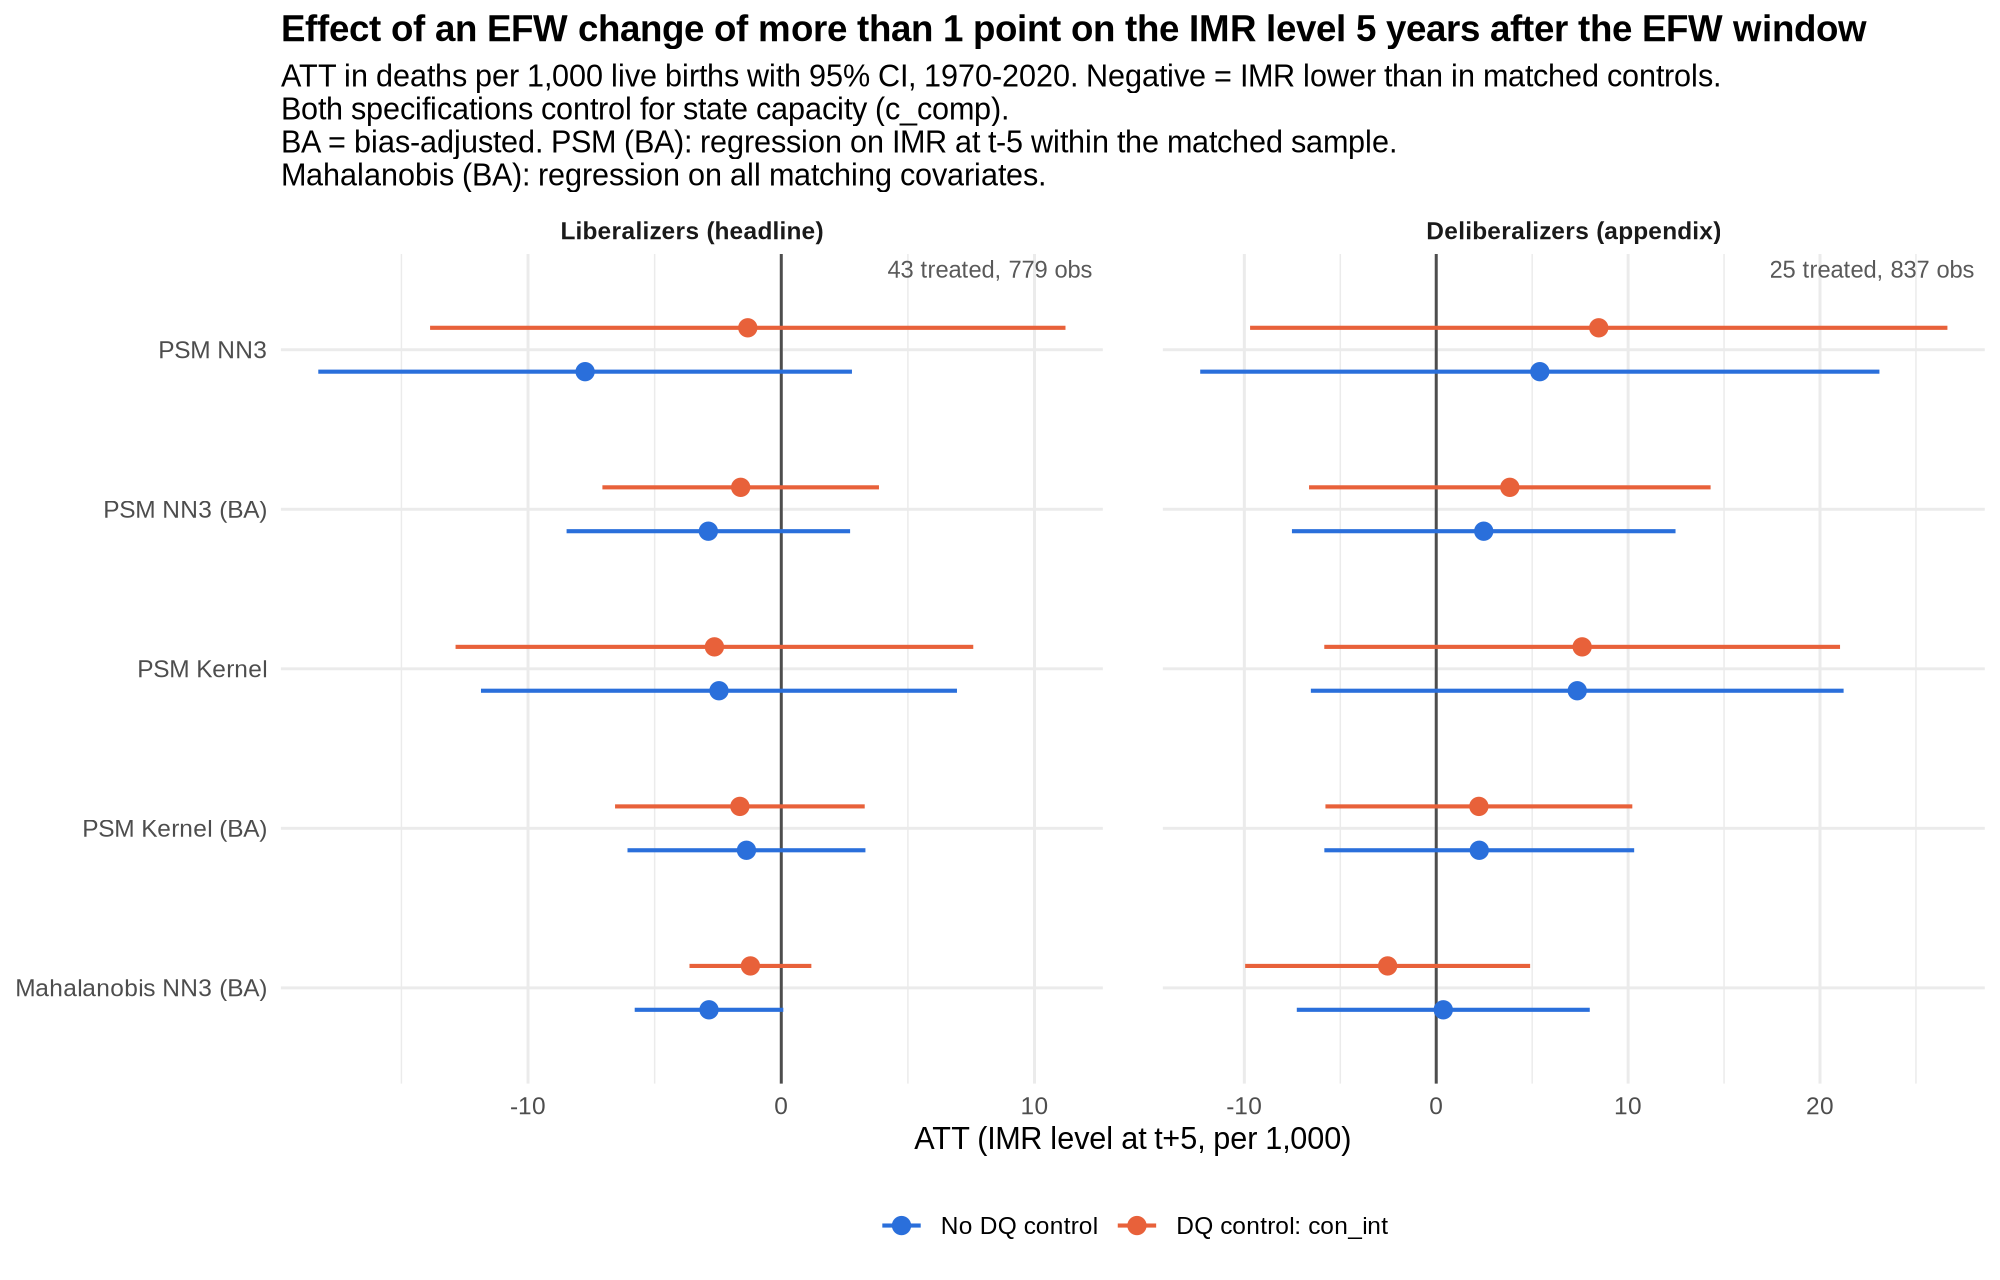 Effect of an EFW change of more than 1 point on the IMR level 5 years after the EFW window
ATT in deaths per 1,000 live births with 95% CI, 1970-2020. Negative = IMR lower than in matched controls.
Both specifications control for state capacity (c_comp).
BA = bias-adjusted. PSM (BA): regression on IMR at t-5 within the matched sample.
Mahalanobis (BA): regression on all matching covariates.
Liberalizers (headline)
Deliberalizers (appendix)
43 treated, 779 obs
25 treated, 837 obs
PSM NN3
PSM NN3 (BA)
PSM Kernel
PSM Kernel (BA)
Mahalanobis NN3 (BA)
-10 0 10
-10 0 10 20
ATT (IMR level at t+5, per 1,000)
No DQ control
DQ control: con_int